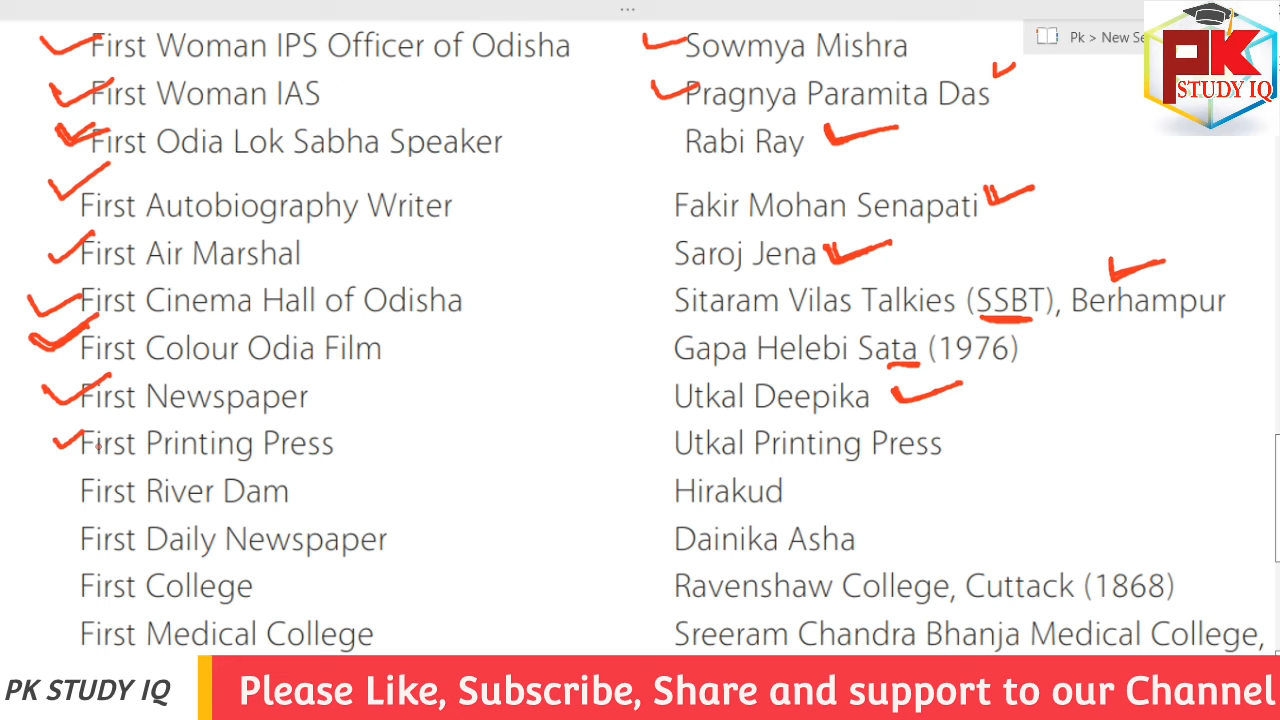 ...
Pk > New Se
PK
STUDY IQ
First Woman IPS Officer of Odisha Sowmya Mishra
First Woman IAS Pragnya Paramita Das
First Odia Lok Sabha Speaker Rabi Ray
First Autobiography Writer Fakir Mohan Senapati
First Air Marshal Saroj Jena
First Cinema Hall of Odisha Sitaram Vilas Talkies (SSBT), Berhampur
First Colour Odia Film Gapa Helebi Sata (1976)
First Newspaper Utkal Deepika
First Printing Press Utkal Printing Press
First River Dam Hirakud
First Daily Newspaper Dainika Asha
First College Ravenshaw College, Cuttack (1868)
First Medical College Sreeram Chandra Bhanja Medical College,
PK STUDY IQ Please Like, Subscribe, Share and support to our Channel